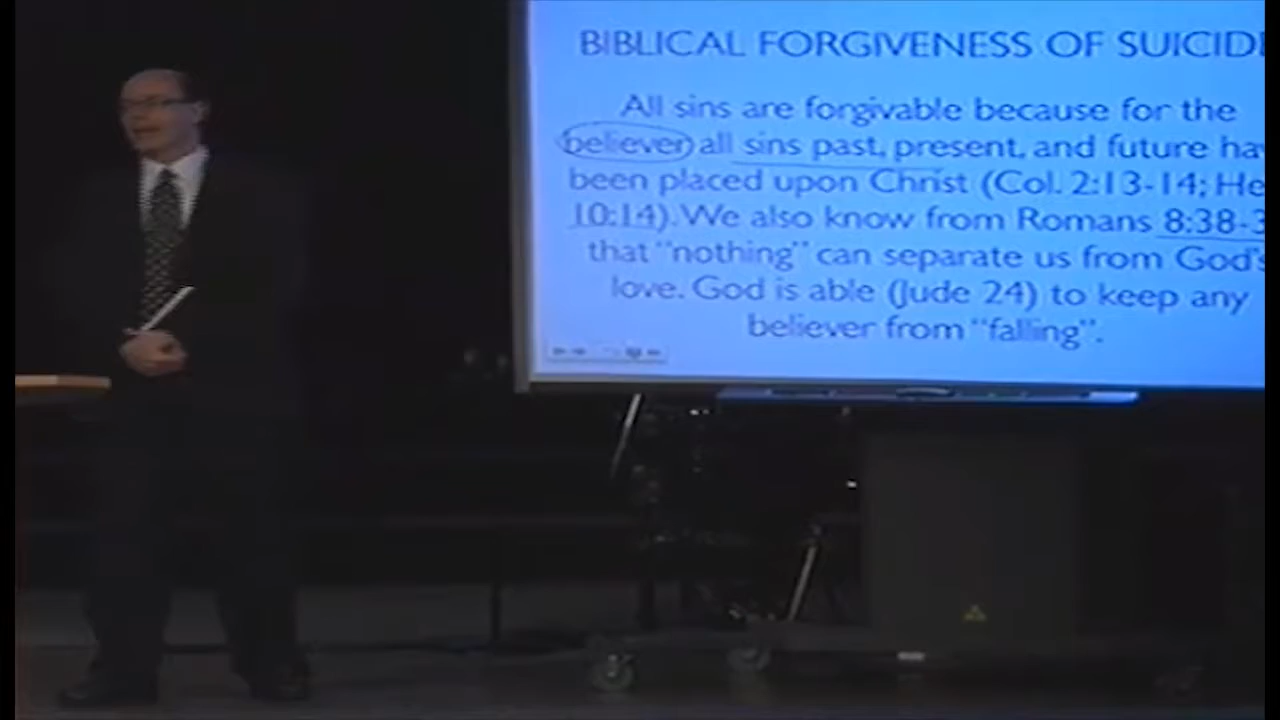 BIBLICAL FORGIVENESS OF SUICID
All sins are forgivable because for the
believer all sins past, present, and future ha
been placed upon Christ (Col. 2:13-14; He
10:14). We also know from Romans 8:38-3
that "nothing" can separate us from God's
love. God is able (Jude 24) to keep any
believer from "falling".